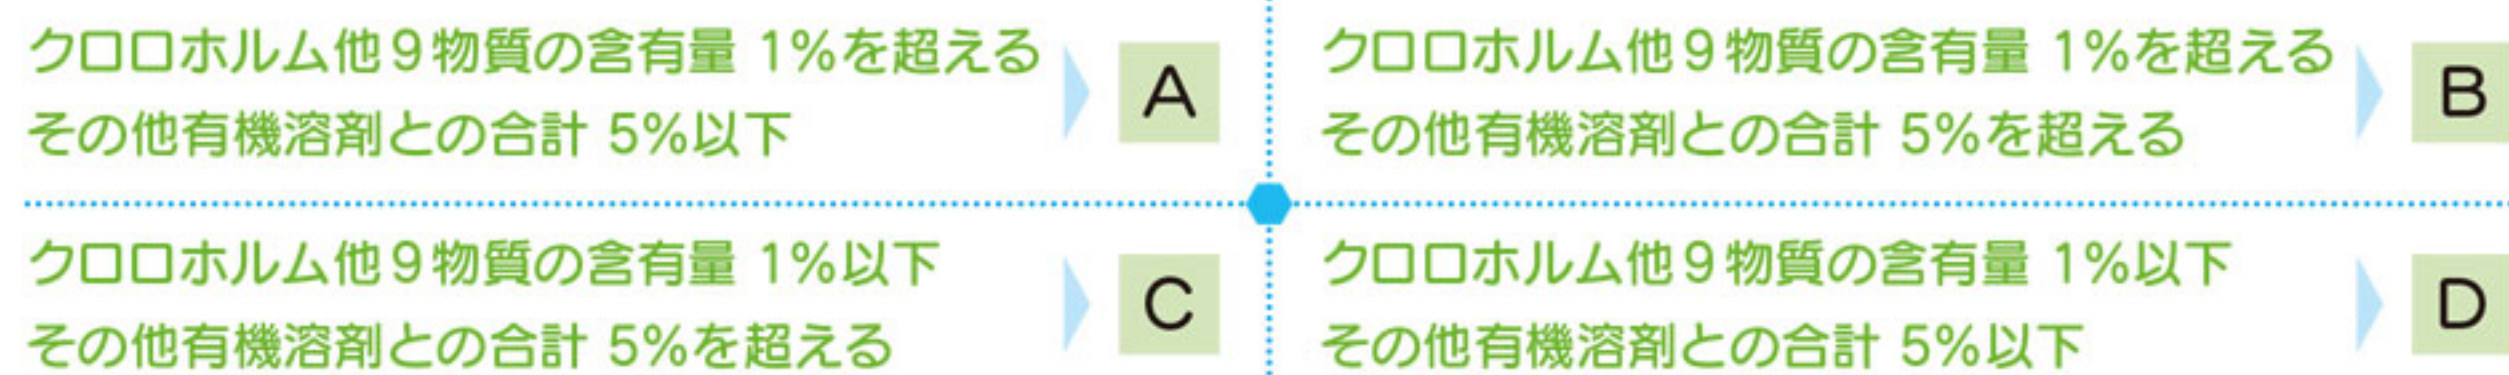 クロロホルム他9物質の含有量 1%を超える
その他有機溶剤との合計 5%以下
A
クロロホルム他9物質の含有量 1%を超える
その他有機溶剤との合計 5%を超える
B
クロロホルム他9物質の含有量 1%以下
その他有機溶剤との合計 5%を超える
C
クロロホルム他9物質の含有量 1%以下
その他有機溶剤との合計 5%以下
D